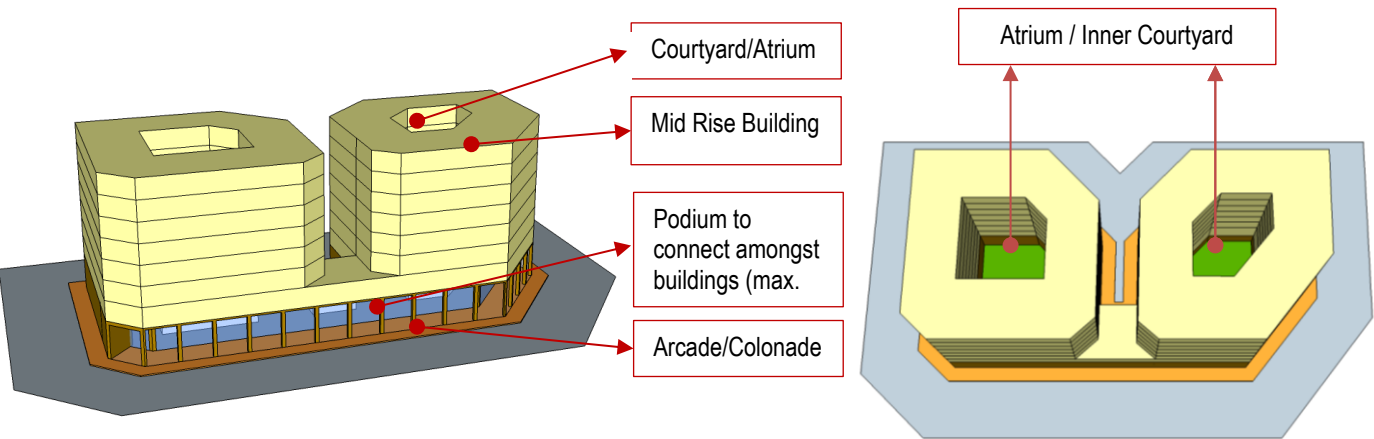 Courtyard/Atrium
Mid Rise Building
Podium to
connect amongst
buildings (max.
Arcade/Colonade
Atrium / Inner Courtyard